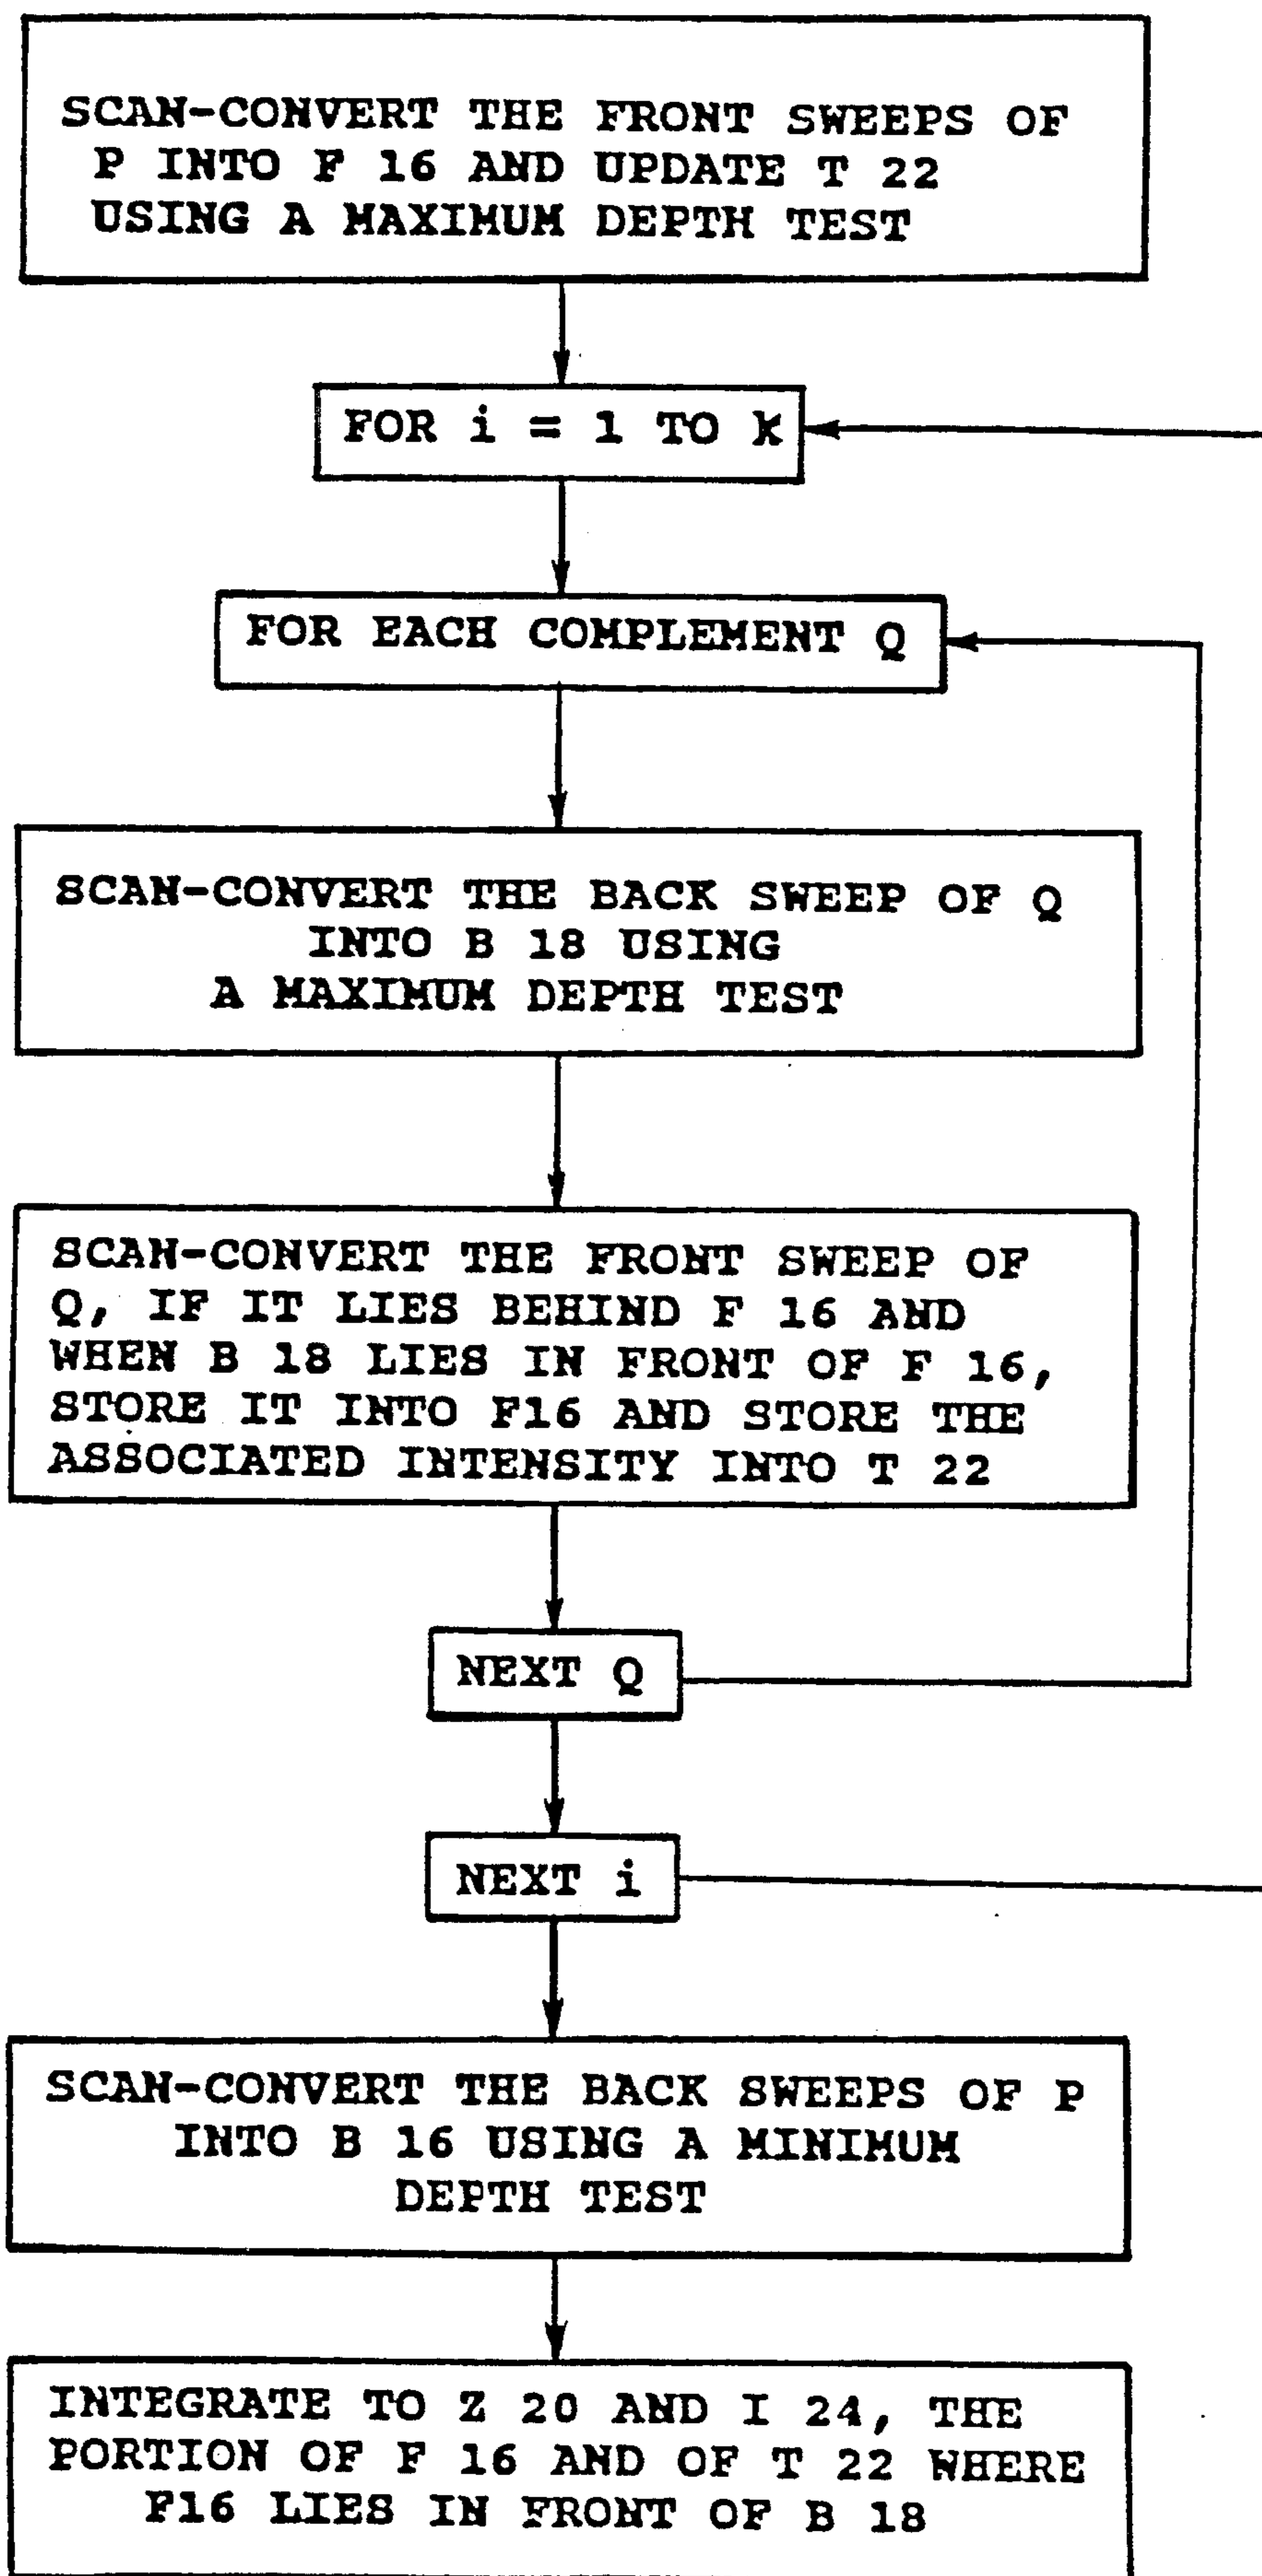 SCAN-CONVERT THE FRONT SWEEPS OF
P INTO F 16 AND UPDATE T 22
USING A MAXIMUM DEPTH TEST
FOR i = 1 TO k
FOR EACH COMPLEMENT Q
SCAN-CONVERT THE BACK SWEEP OF Q
INTO B 18 USING
A MAXIMUM DEPTH TEST
SCAN-CONVERT THE FRONT SWEEP OF
Q, IF IT LIES BEHIND F 16 AND
WHEN B 18 LIES IN FRONT OF F 16,
STORE IT INTO F16 AND STORE THE
ASSOCIATED INTENSITY INTO T 22
NEXT Q
NEXT i
SCAN-CONVERT THE BACK SWEEPS OF P
INTO B 16 USING A MINIMUM
DEPTH TEST
INTEGRATE TO Z 20 AND I 24, THE
PORTION OF F 16 AND OF T 22 WHERE
F16 LIES IN FRONT OF B 18